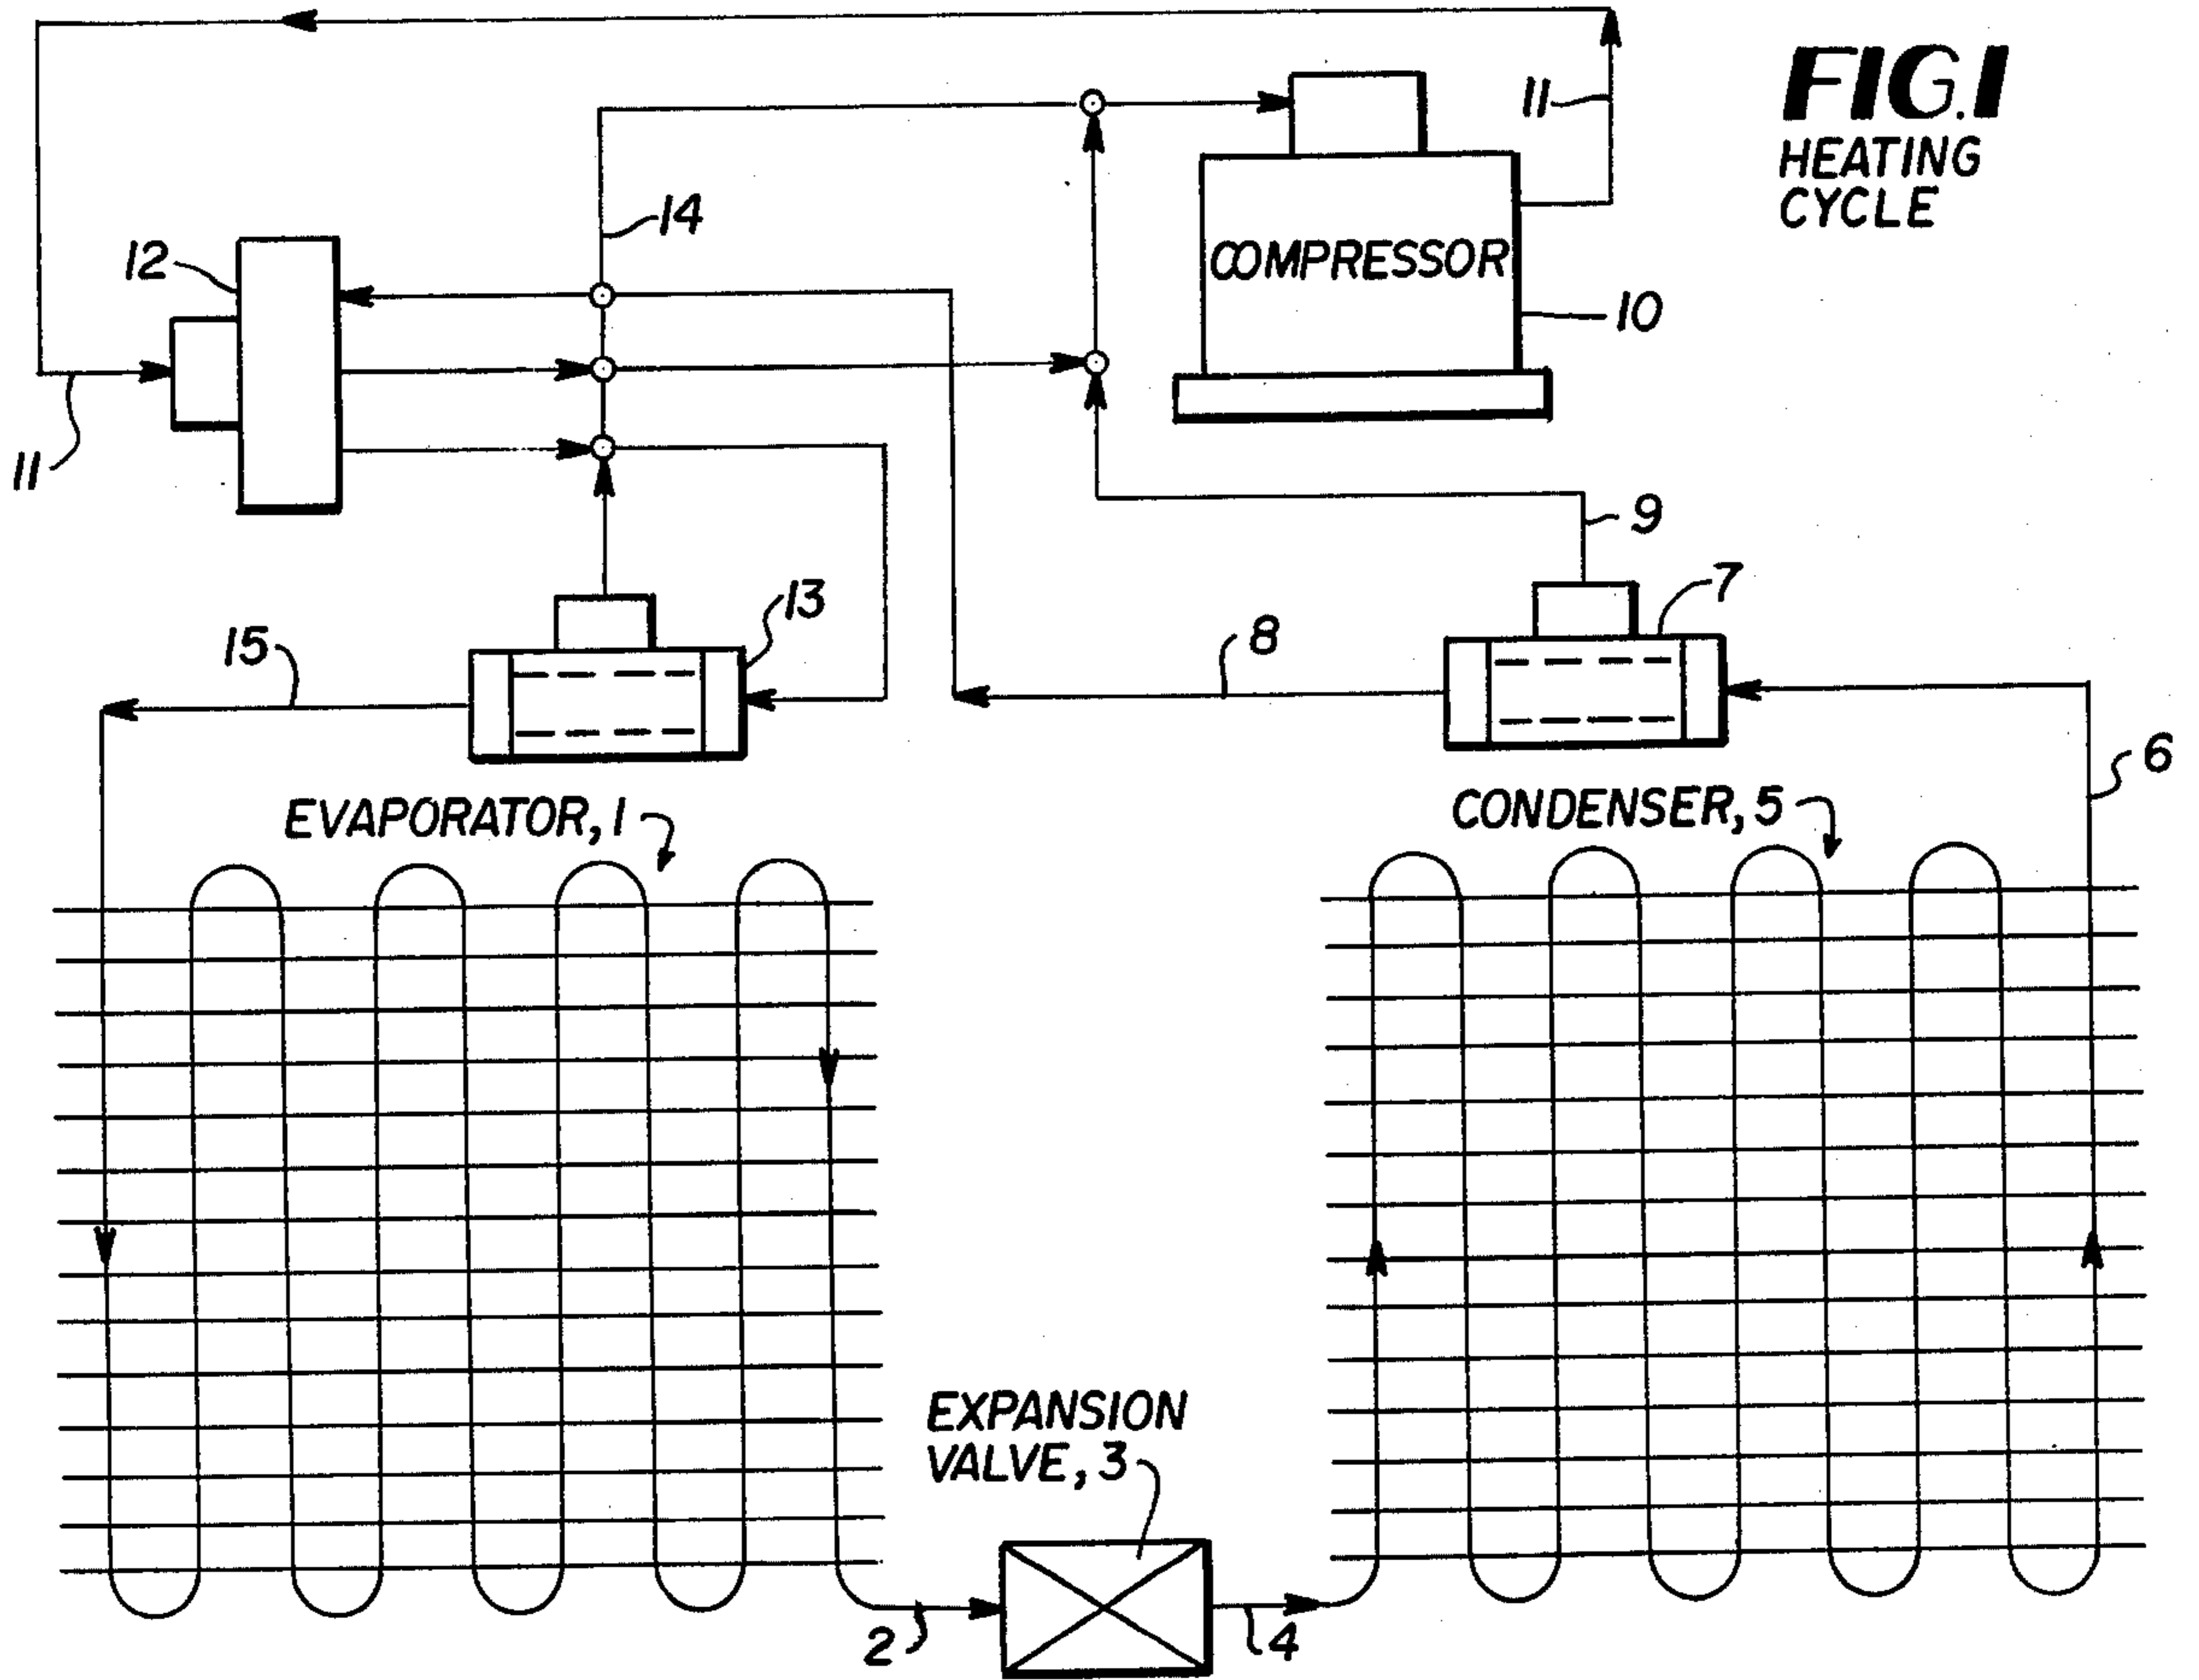 FIG.1
HEATING
CYCLE
11
14
12
COMPRESSOR
10
11
9
13
7
15
8
6
EVAPORATOR, 1
CONDENSER, 5
EXPANSION
VALVE, 3
2
4